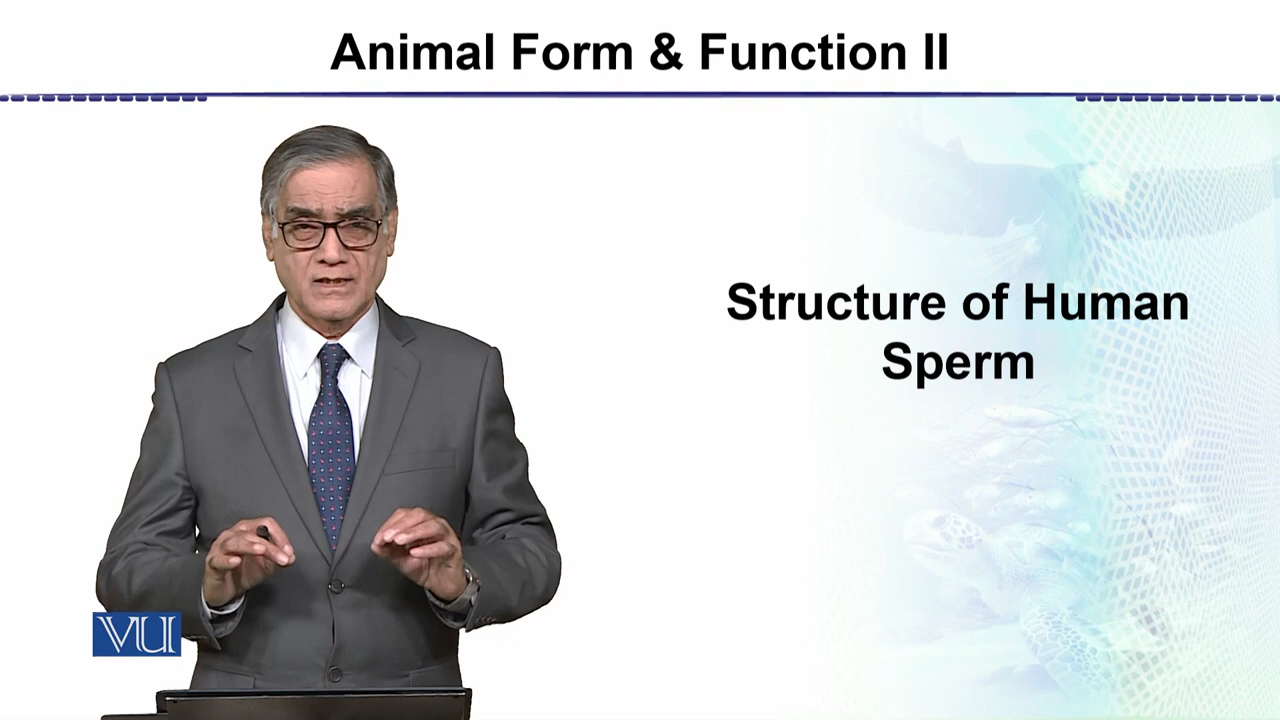 Animal Form & Function II
Structure of Human
Sperm
VU